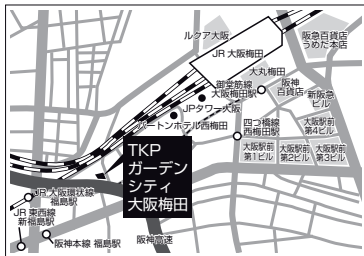 ルクア大阪
JR 大阪梅田
阪急百貨店
うめだ本店
大丸梅田
御堂筋線
大阪梅田駅
阪神
百貨店
JPタワー大阪
新阪急
ビル
バートンホテル西梅田
四つ橋線
西梅田駅
大阪駅前
第4ビル
大阪駅前
第1ビル
大阪駅前
第2ビル
大阪駅前
第3ビル
TKP
ガーデン
シティ
大阪梅田
JR 大阪環状線
福島駅
JR 東西線
新福島駅
阪神本線 福島駅
阪神高速